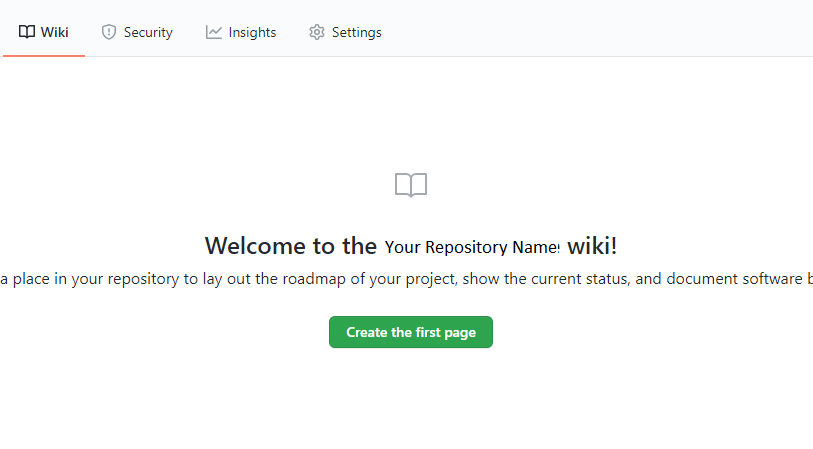 Wiki Security Insights Settings
Welcome to the Your Repository Name wiki!
a place in your repository to lay out the roadmap of your project, show the current status, and document software
Create the first page